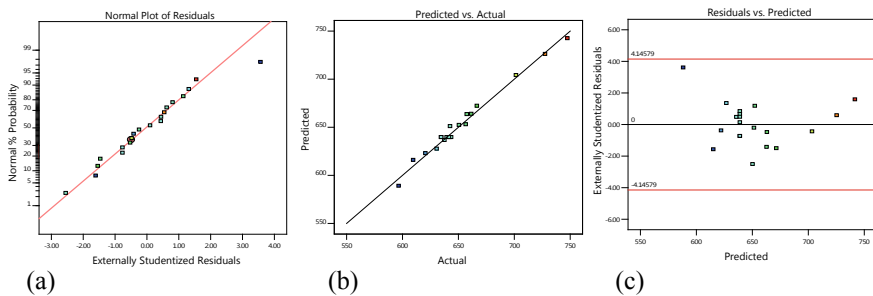 Normal Plot of Residuals
Normal % Probability
99
95
90
80
70
50
30
20
10
5
1
-3.00 -2.00 -1.00 0.00 1.00 2.00 3.00 4.0
Externally Studentized Residuals
(a)
Predicted vs. Actual
Predicted
750
700
650
600
550
550 600 650 700 750
Actual
(b)
Residuals vs. Predicted
Externally Studentized Residuals
6.00
4.14579
4.00
2.00
0
0.00
-2.00
-4.00
-4.14579
-6.00
550 600 650 700 750
Predicted
(c)